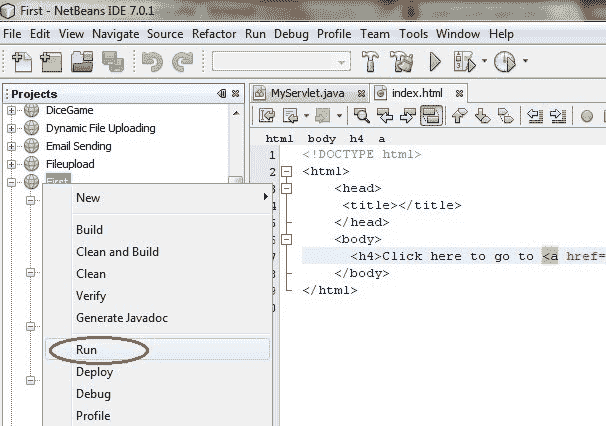 First - NetBeans IDE 7.0.1
File Edit View Navigate Source Refactor Run Debug Profile Team Tools Window Help
Projects
DiceGame
Dynamic File Uploading
Email Sending
Fileupload
First
New
Build
Clean and Build
Clean
Verify
Generate Javadoc
Run
Deploy
Debug
Profile
MyServlet.java index.html
html body h4 a
1 <!DOCTYPE html>
2 <html>
3 <head>
4 <title></title>
5 </head>
6 <body>
7 <h4>Click here to go to <a href=
8 </body>
9 </html>